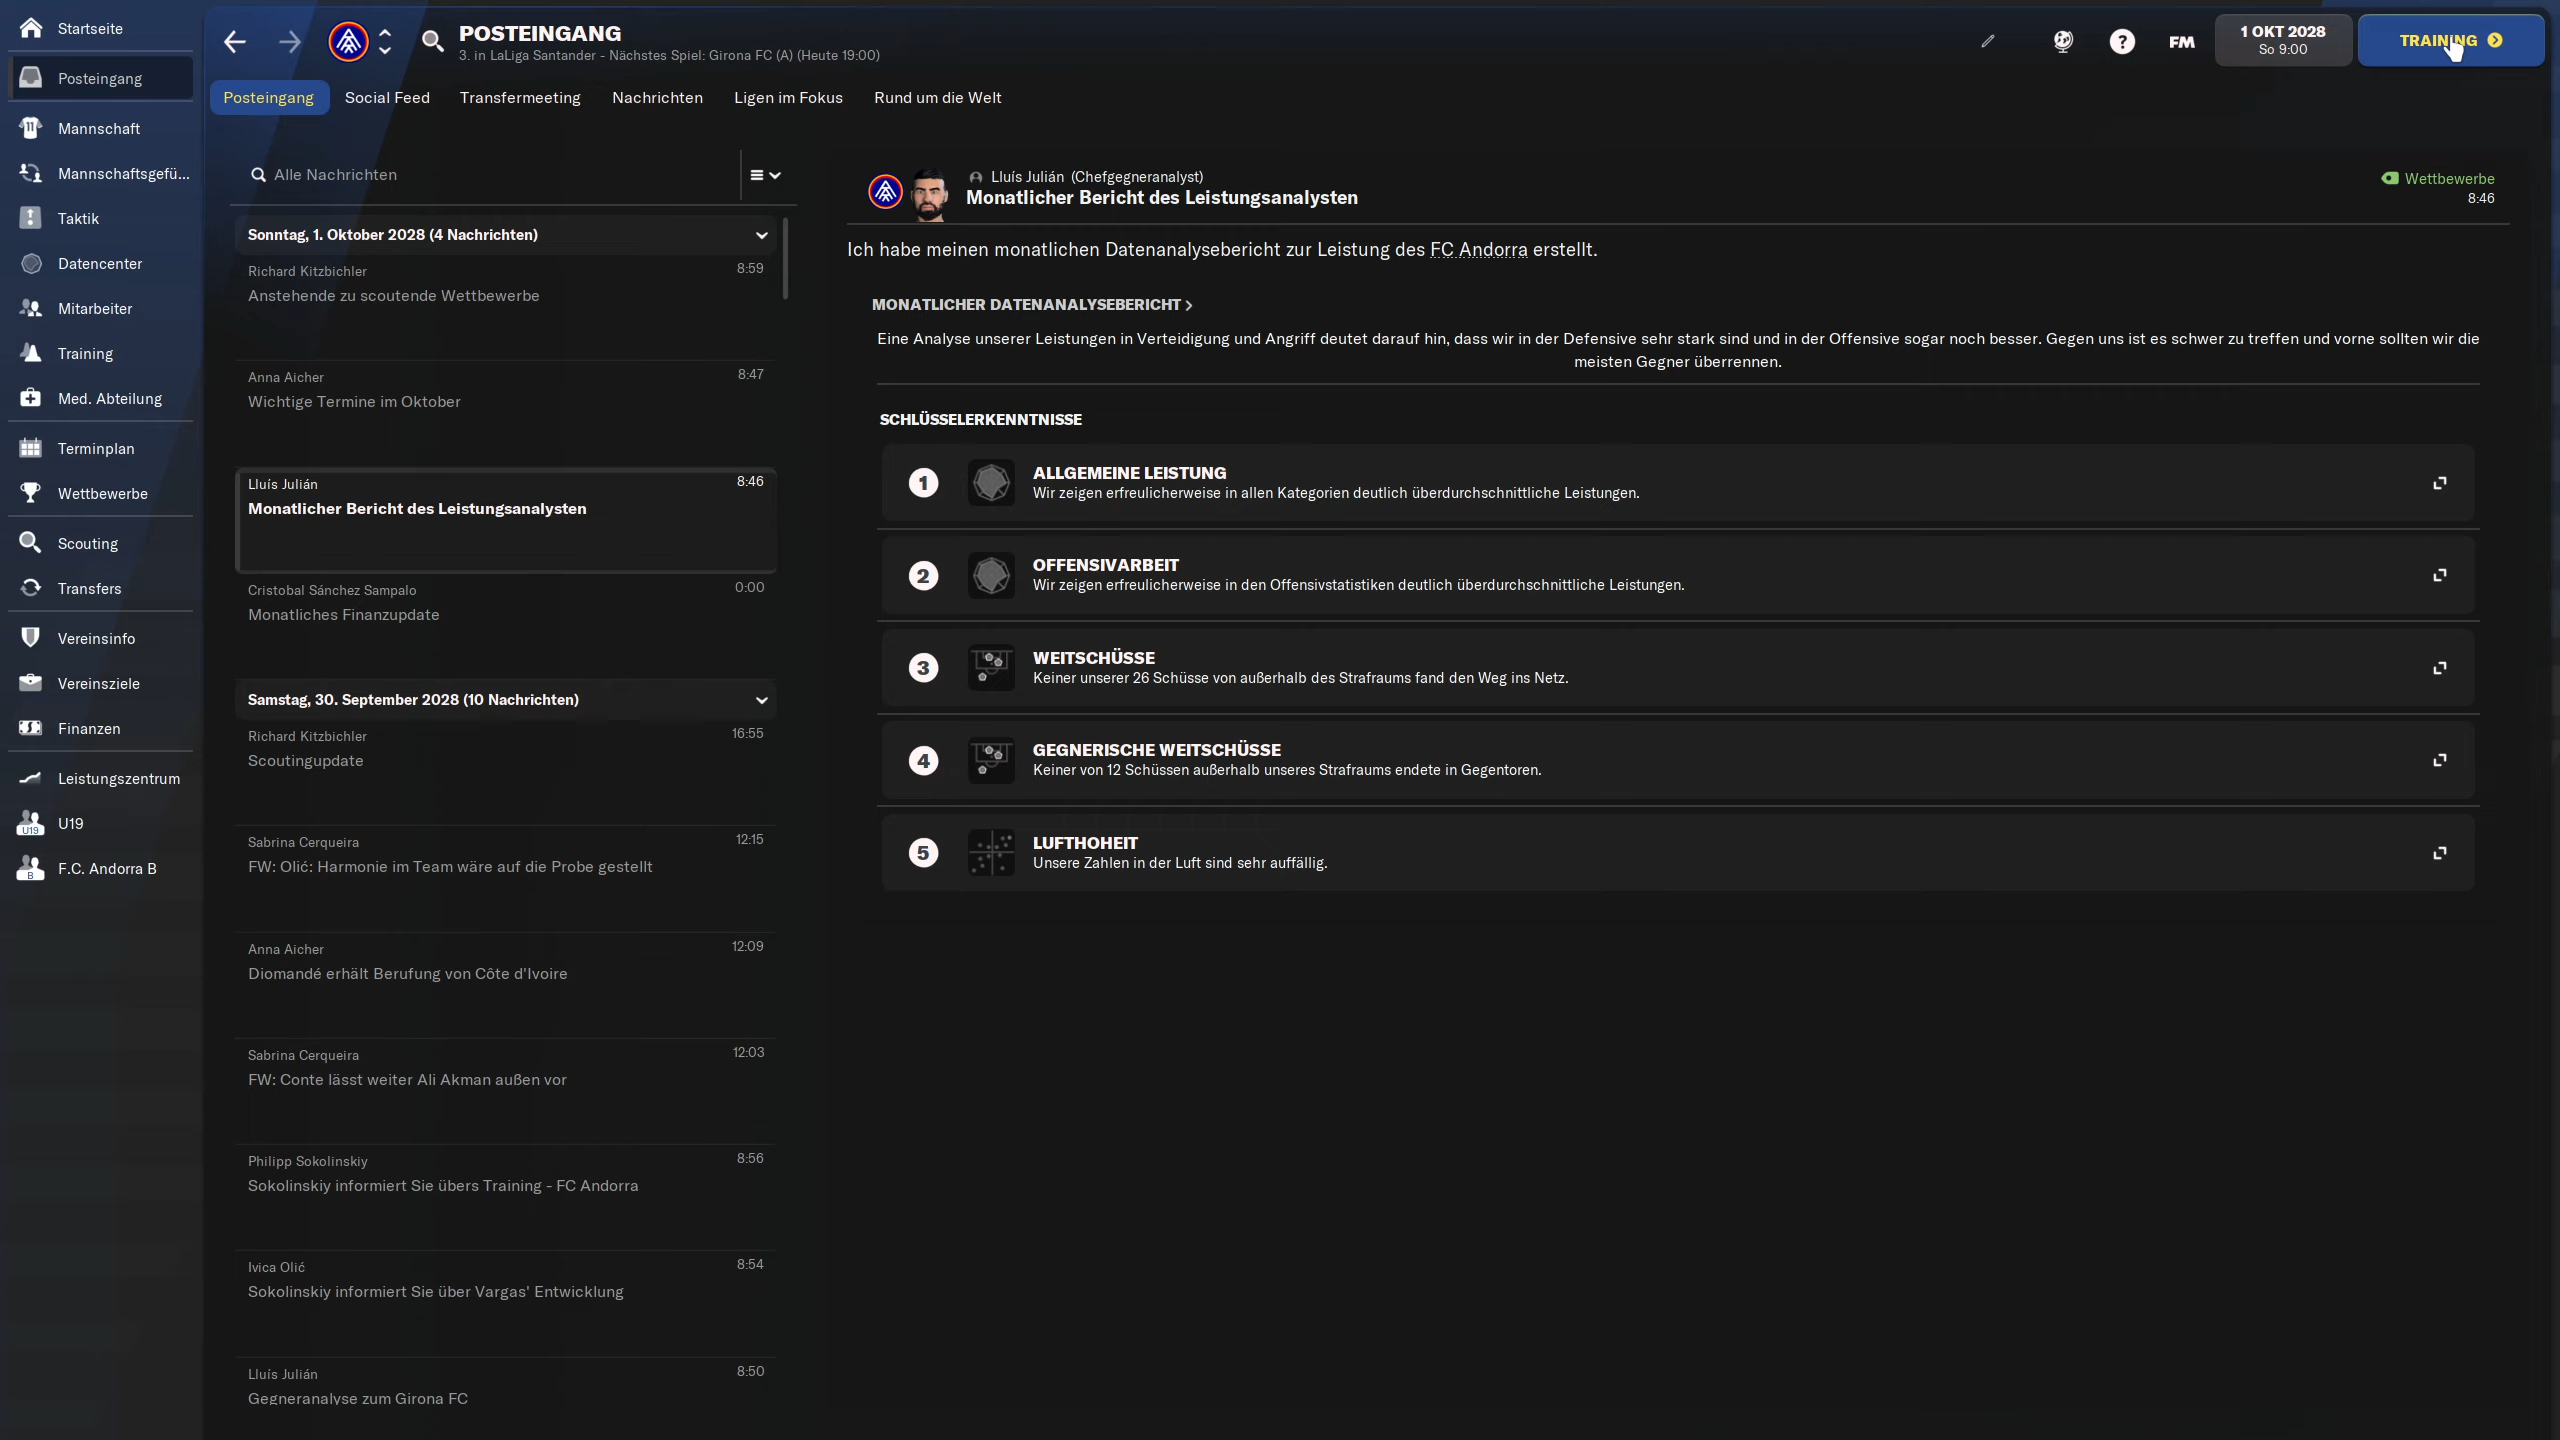 Startseite
Posteingang
Mannschaft
Mannschaftsgefü...
Taktik
Datencenter
Mitarbeiter
Training
Med. Abteilung
Terminplan
Wettbewerbe
Scouting
Transfers
Vereinsinfo
Vereinsziele
Finanzen
Leistungszentrum
U19
U19
B
F.C. Andorra B
POSTEINGANG
3. in LaLiga Santander - Nächstes Spiel: Girona FC (A) (Heute 19:00)
?
FM
1 OKT 2028
So 9:00
TRAINING
Posteingang
Social Feed
Transfermeeting
Nachrichten
Ligen im Fokus
Rund um die Welt
Alle Nachrichten
Sonntag, 1. Oktober 2028 (4 Nachrichten)
Richard Kitzbichler 8:59
Anstehende zu scoutende Wettbewerbe
Anna Aicher 8:47
Wichtige Termine im Oktober
Lluís Julián 8:46
Monatlicher Bericht des Leistungsanalysten
Cristobal Sánchez Sampalo 0:00
Monatliches Finanzupdate
Samstag, 30. September 2028 (10 Nachrichten)
Richard Kitzbichler 16:55
Scoutingupdate
Sabrina Cerqueira 12:15
FW: Olić: Harmonie im Team wäre auf die Probe gestellt
Anna Aicher 12:09
Diomandé erhält Berufung von Côte d'Ivoire
Sabrina Cerqueira 12:03
FW: Conte lässt weiter Ali Akman außen vor
Philipp Sokolinskiy 8:56
Sokolinskiy informiert Sie übers Training - FC Andorra
Ivica Olić 8:54
Sokolinskiy informiert Sie über Vargas' Entwicklung
Lluís Julián 8:50
Gegneranalyse zum Girona FC
Lluís Julián (Chefgegneranalyst)
Monatlicher Bericht des Leistungsanalysten
Wettbewerbe
8:46
Ich habe meinen monatlichen Datenanalysebericht zur Leistung des FC Andorra erstellt.
MONATLICHER DATENANALYSEBERICHT
Eine Analyse unserer Leistungen in Verteidigung und Angriff deutet darauf hin, dass wir in der Defensive sehr stark sind und in der Offensive sogar noch besser. Gegen uns ist es schwer zu treffen und vorne sollten wir die
meisten Gegner überrennen.
SCHLÜSSELERKENNTNISSE
1
ALLGEMEINE LEISTUNG
Wir zeigen erfreulicherweise in allen Kategorien deutlich überdurchschnittliche Leistungen.
2
OFFENSIVARBEIT
Wir zeigen erfreulicherweise in den Offensivstatistiken deutlich überdurchschnittliche Leistungen.
3
WEITSCHÜSSE
Keiner unserer 26 Schüsse von außerhalb des Strafraums fand den Weg ins Netz.
4
GEGNERISCHE WEITSCHÜSSE
Keiner von 12 Schüssen außerhalb unseres Strafraums endete in Gegentoren.
5
LUFTHOHEIT
Unsere Zahlen in der Luft sind sehr auffällig.